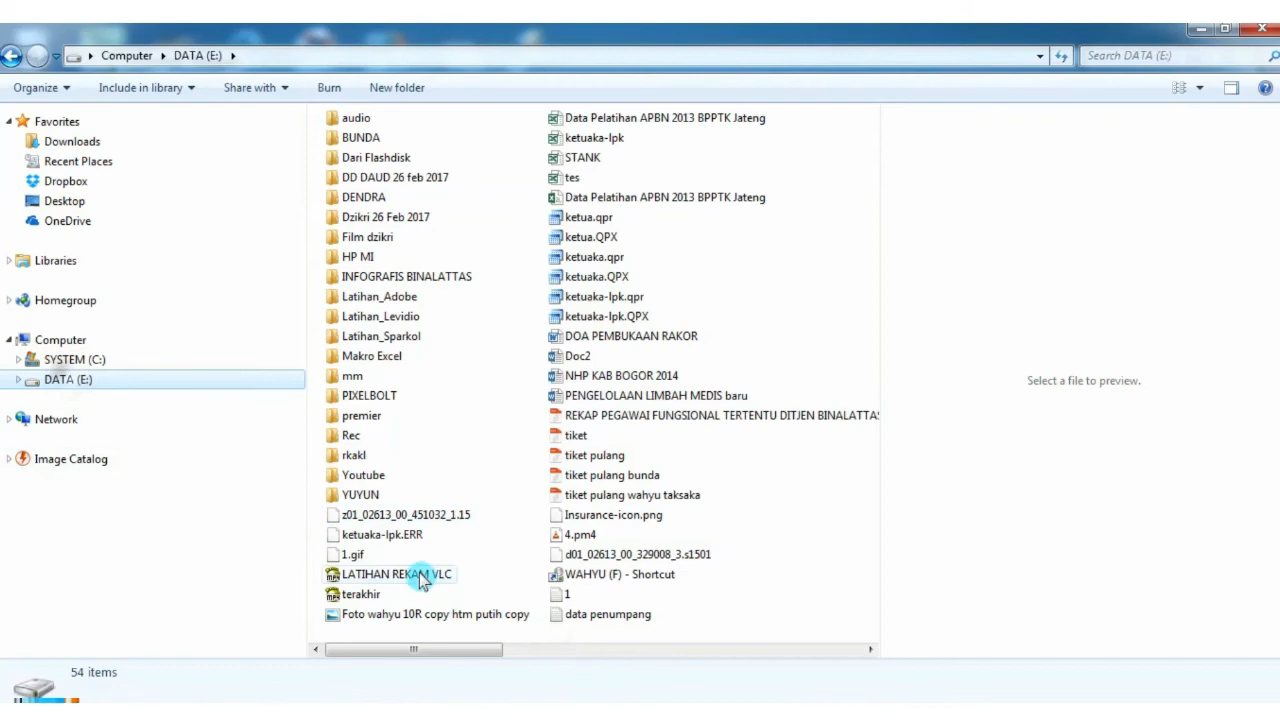 Computer DATA (E:)
Search DATA (E:)
Organize Include in library Share with Burn New folder
Favorites
Downloads
Recent Places
Dropbox
Desktop
OneDrive
Libraries
Homegroup
Computer
SYSTEM (C:)
DATA (E:)
Network
Image Catalog
audio
BUNDA
Dari Flashdisk
DD DAUD 26 feb 2017
DENDRA
Dzikri 26 Feb 2017
Film dzikri
HP MI
INFOGRAFIS BINALATTAS
Latihan_Adobe
Latihan_Levidio
Latihan_Sparkol
Makro Excel
mm
PIXELBOLT
premier
Rec
rkakl
Youtube
YUYUN
z01_02613_00_451032_1.15
ketuaka-lpk.ERR
1.gif
LATIHAN REKAM VLC
terakhir
Foto wahyu 10R copy htm putih copy
Data Pelatihan APBN 2013 BPPTK Jateng
ketuaka-lpk
STANK
tes
Data Pelatihan APBN 2013 BPPTK Jateng
ketua.qpr
ketua.QPX
ketuaka.qpr
ketuaka.QPX
ketuaka-lpk.qpr
ketuaka-lpk.QPX
DOA PEMBUKAAN RAKOR
Doc2
NHP KAB BOGOR 2014
PENGELOLAAN LIMBAH MEDIS baru
REKAP PEGAWAI FUNGSIONAL TERTENTU DITJEN BINALATTAS
tiket
tiket pulang
tiket pulang bunda
tiket pulang wahyu taksaka
Insurance-icon.png
4.pm4
d01_02613_00_329008_3.s1501
WAHYU (F) - Shortcut
1
data penumpang
Select a file to preview.
54 items